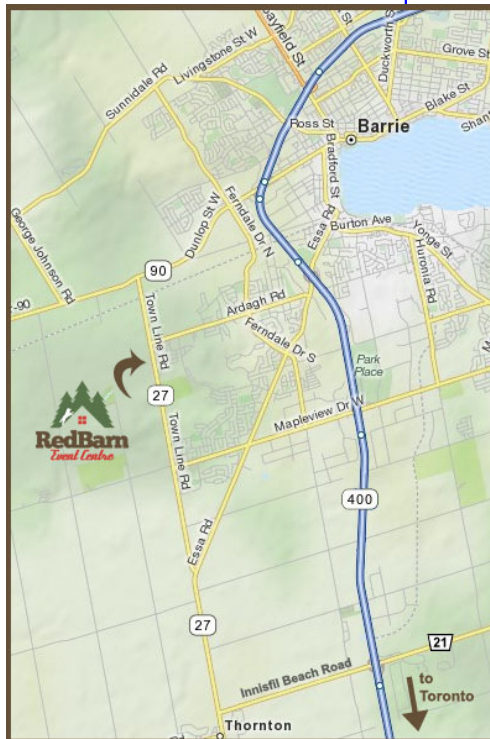 Bayfield St
Duckworth St
Livingstone St W
Grove St
Sunnidale Rd
Blake St
Ross St
Barrie
Bradford St
Dunlop St W
Ferndale Dr N
Essa Rd
Burton Ave
Yonge St
George Johnson Rd
Huronia Rd
90
-90
Town Line Rd
Ardagh Rd
Ferndale Dr S
Park
Place
27
RedBarn
Event Centre
Mapleview Dr W
Town Line Rd
400
Essa Rd
27
21
Innisfil Beach Road
to
Toronto
Thornton